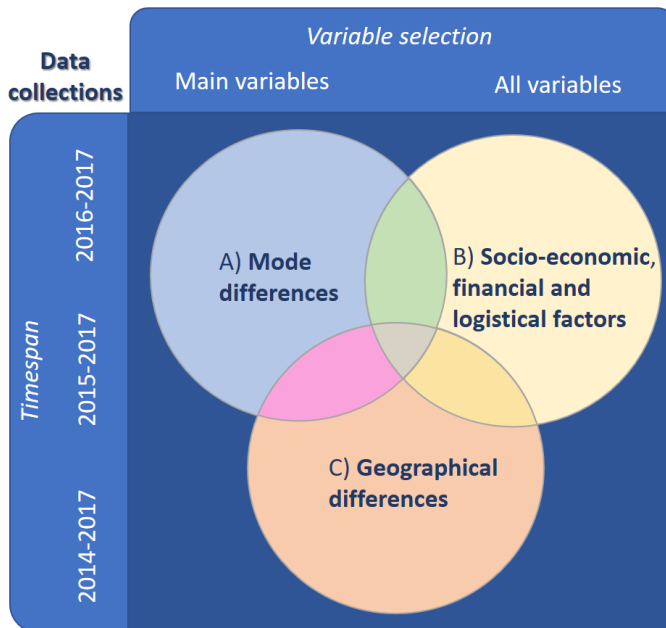 Variable selection
Data
collections
Main variables
All variables
Timespan
2016-2017
2015-2017
2014-2017
A) Mode
differences
B) Socio-economic,
financial and
logistical factors
C) Geographical
differences